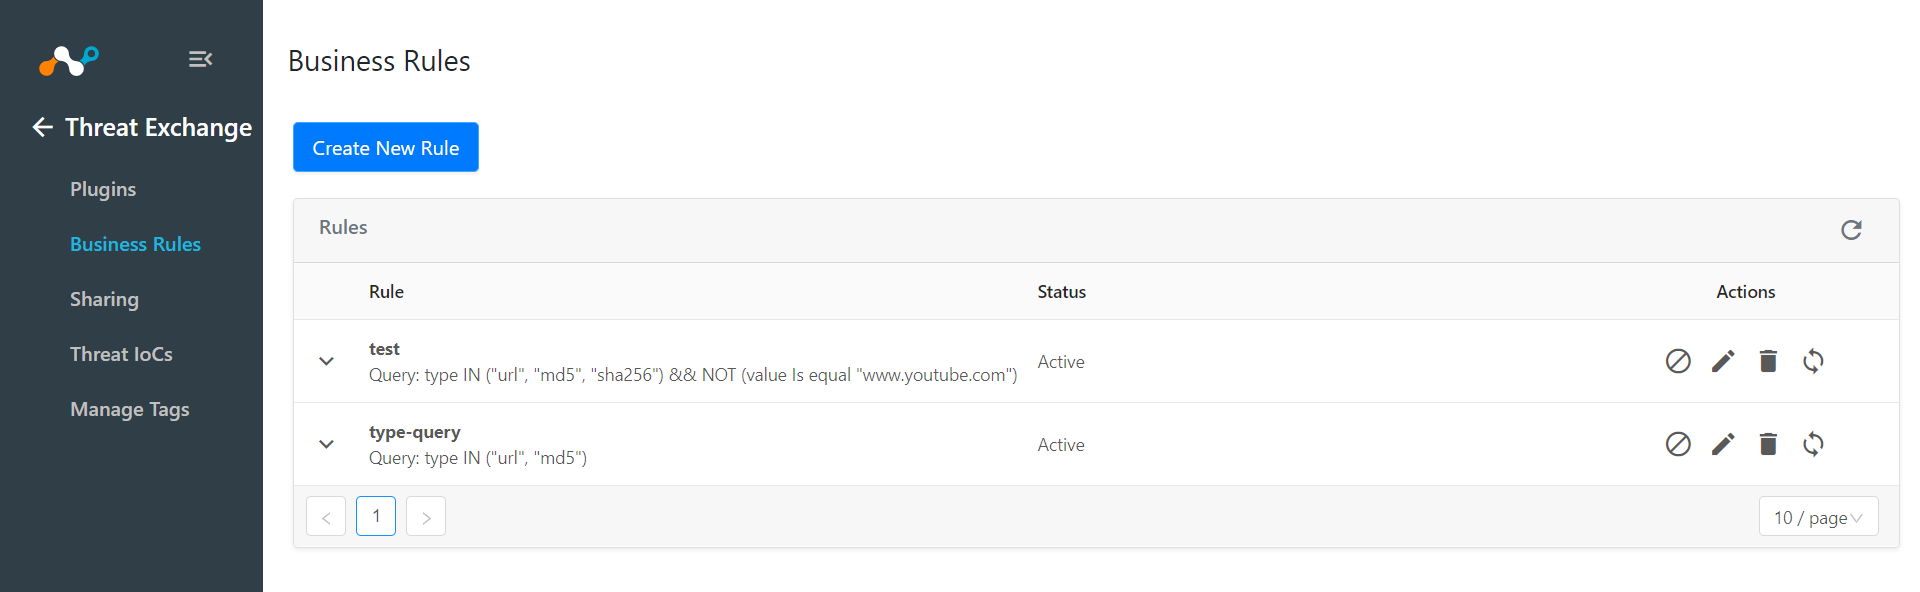 Business Rules
Threat Exchange
Plugins
Business Rules
Sharing
Threat IoCs
Manage Tags
Create New Rule
Rules
Rule Status Actions
test
Query: type IN ("url", "md5", "sha256") && NOT (value Is equal "www.youtube.com")
Active
type-query
Query: type IN ("url", "md5")
Active
< 1 >
10 / page